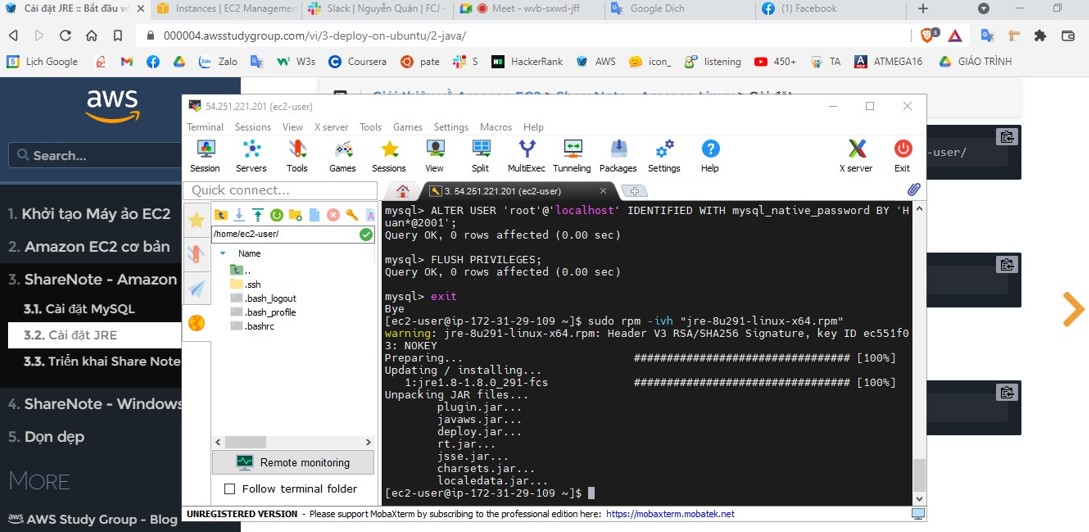 Cài đặt JRE :: Bắt đầu vớ
Instances | EC2 Managemen
Slack | Nguyễn Quán | FCJ -
Meet - wvb-sxwd-jff
Google Dịch
(1) Facebook
000004.awsstudygroup.com/vi/3-deploy-on-ubuntu/2-java/
Lịch Google
Zalo
W3
Coursera
pate
S
HackerRank
AWS
icon_
listening
450+
TA
ATMEGA16
GIÁO TRÌNH
aws
Search...
1. Khởi tạo Máy ảo EC2
2. Amazon EC2 cơ bản
3. ShareNote - Amazon
3.1. Cài đặt MySQL
3.2. Cài đặt JRE
3.3. Triển khai Share Note
4. ShareNote - Windows
5. Dọn dẹp
MORE
AWS Study Group - Blog
-user/
54.251.221.201 (ec2-user)
Terminal Sessions View X server Tools Games Settings Macros Help
Session Servers Tools Games Sessions View Split MultiExec Tunneling Packages Settings Help X server Exit
Quick connect...
3. 54.251.221.201 (ec2-user)
/home/ec2-user/
Name
..
.ssh
.bash_logout
.bash_profile
.bashrc
Remote monitoring
Follow terminal folder
mysql> ALTER USER 'root'@'localhost' IDENTIFIED WITH mysql_native_password BY 'H
uan*@2001';
Query OK, 0 rows affected (0.00 sec)
mysql> FLUSH PRIVILEGES;
Query OK, 0 rows affected (0.00 sec)
mysql> exit
Bye
[ec2-user@ip-172-31-29-109 ~]$ sudo rpm -ivh "jre-8u291-linux-x64.rpm"
warning: jre-8u291-linux-x64.rpm: Header V3 RSA/SHA256 Signature, key ID ec551f0
3: NOKEY
Preparing... ################################# [100%]
Updating / installing...
1:jre1.8-1.8.0_291-fcs ################################# [100%]
Unpacking JAR files...
plugin.jar...
javaws.jar...
deploy.jar...
rt.jar...
jsse.jar...
charsets.jar...
localedata.jar...
[ec2-user@ip-172-31-29-109 ~]$
UNREGISTERED VERSION - Please support MobaXterm by subscribing to the professional edition here: https://mobaxterm.mobatek.net